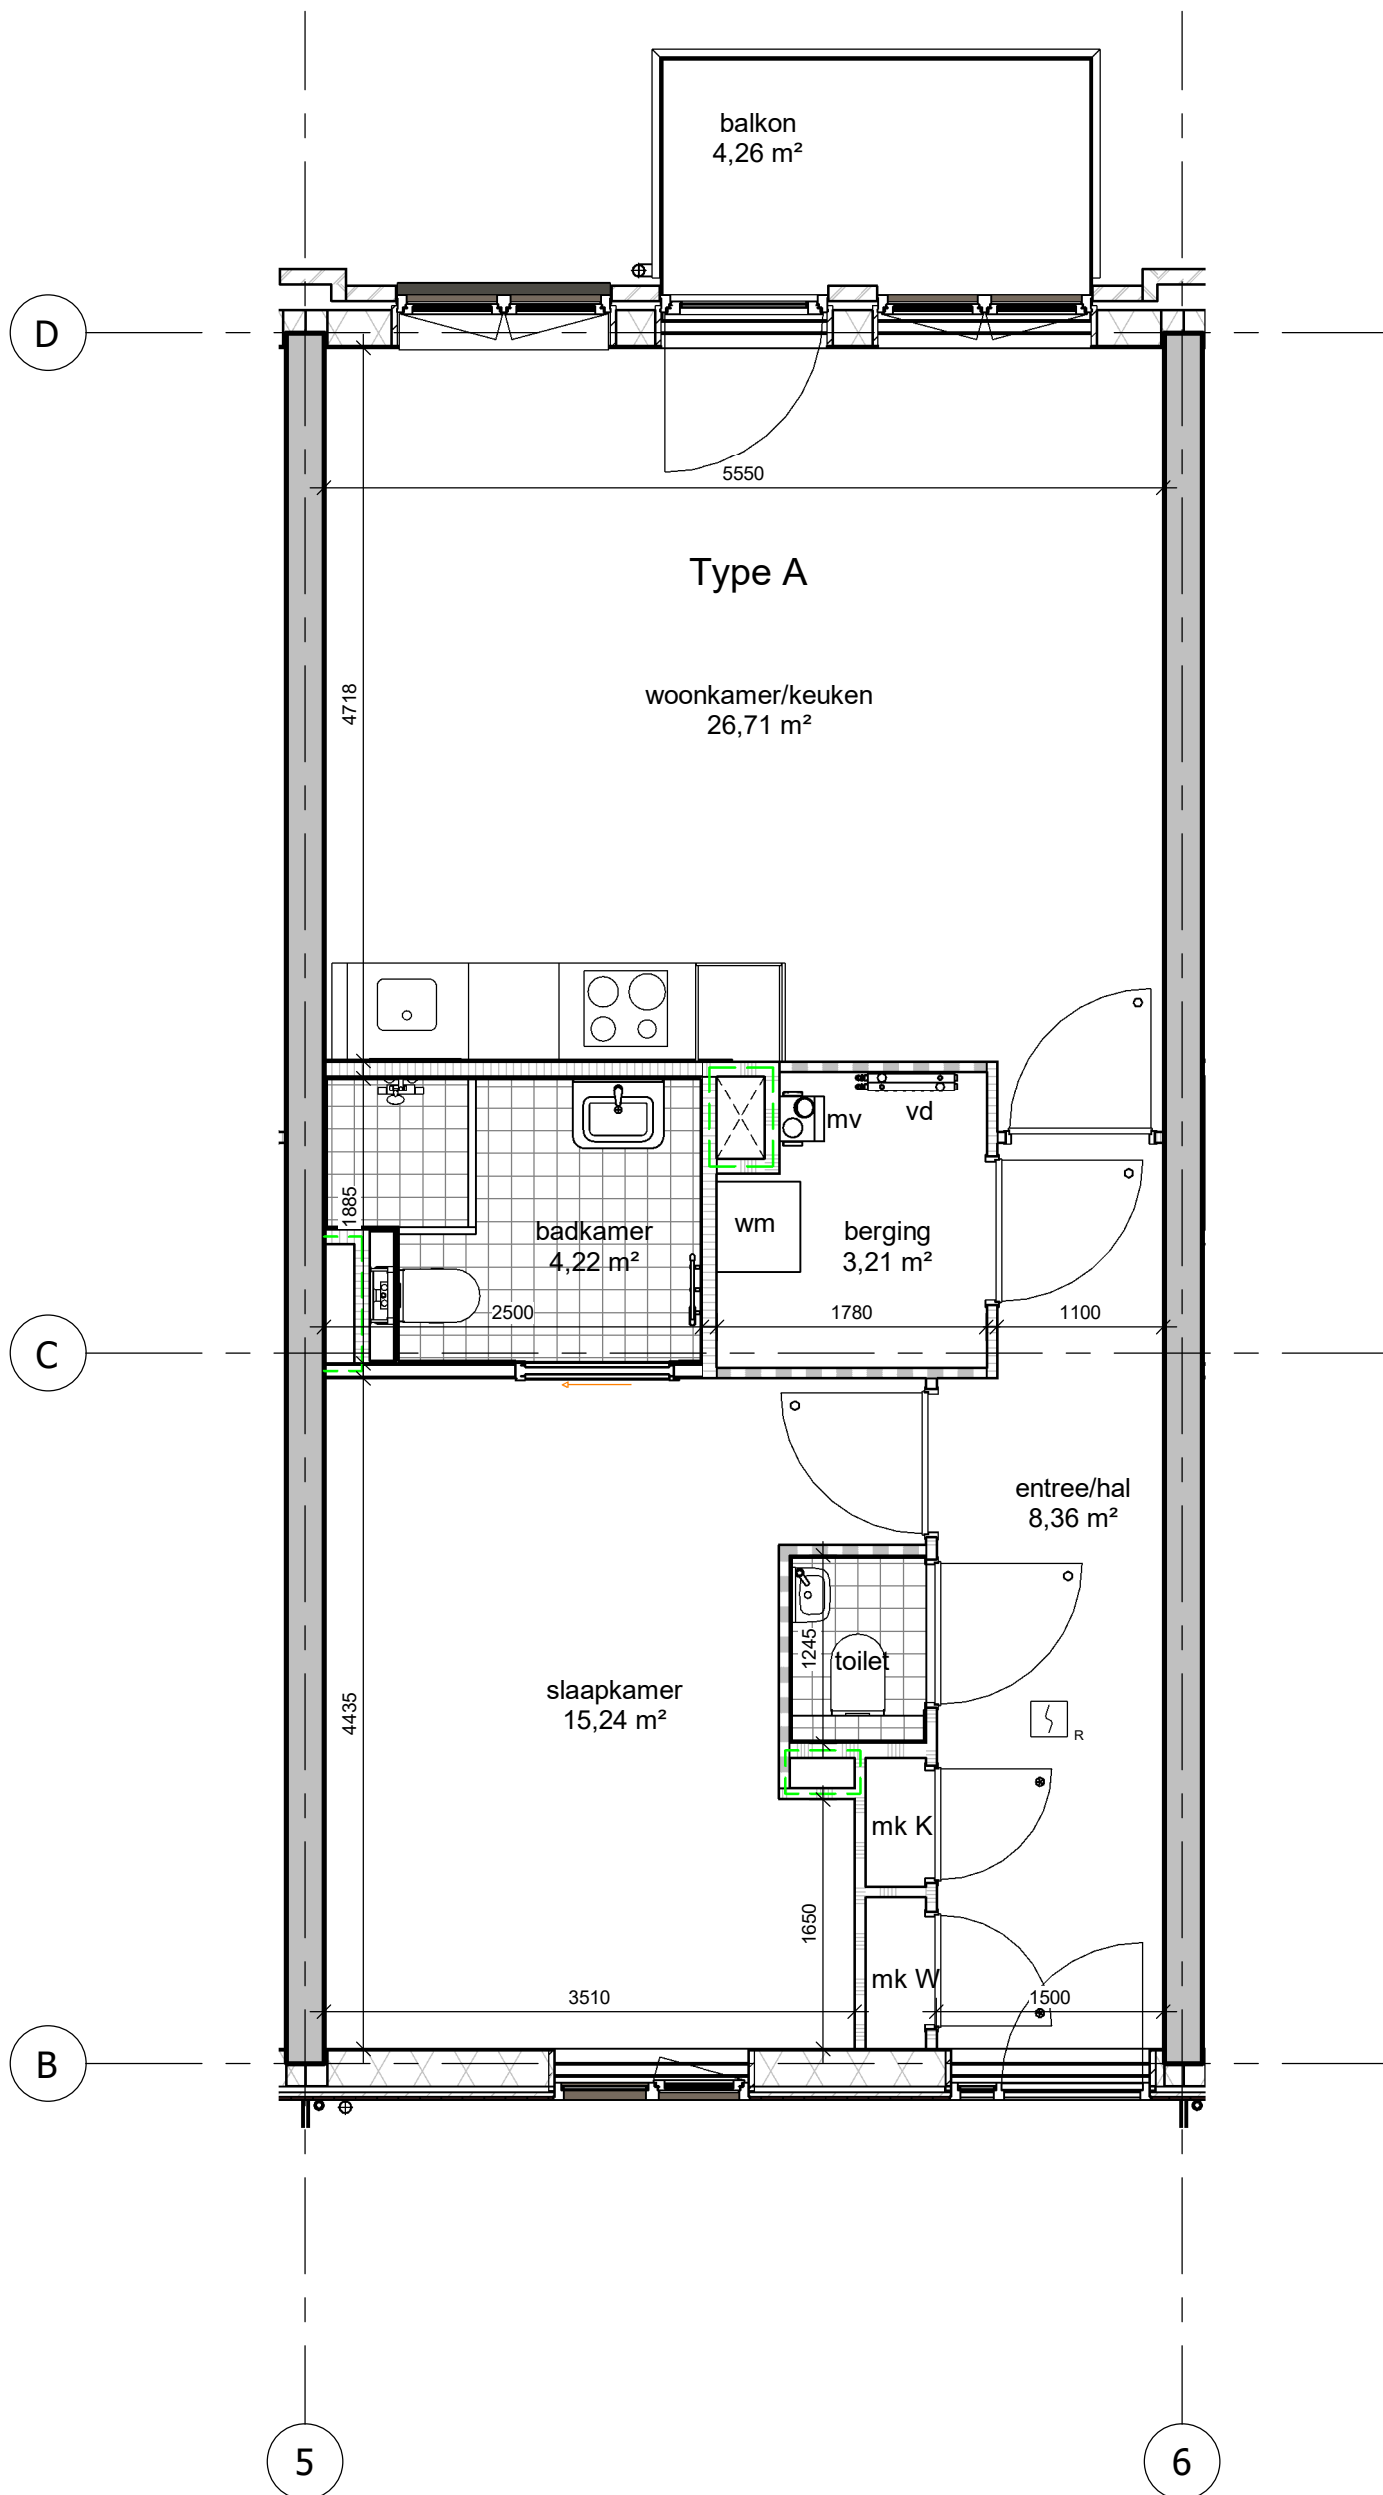 balkon
4,26 m²
D
5550
Type A
4718
woonkamer/keuken
26,71 m²
mv
vd
1885
badkamer
4,22 m²
wm
berging
3,21 m²
2500
1780
1100
C
entree/hal
8,36 m²
1245
toilet
slaapkamer
15,24 m²
4435
R
mk K
1650
mk W
3510
1500
B
5
6